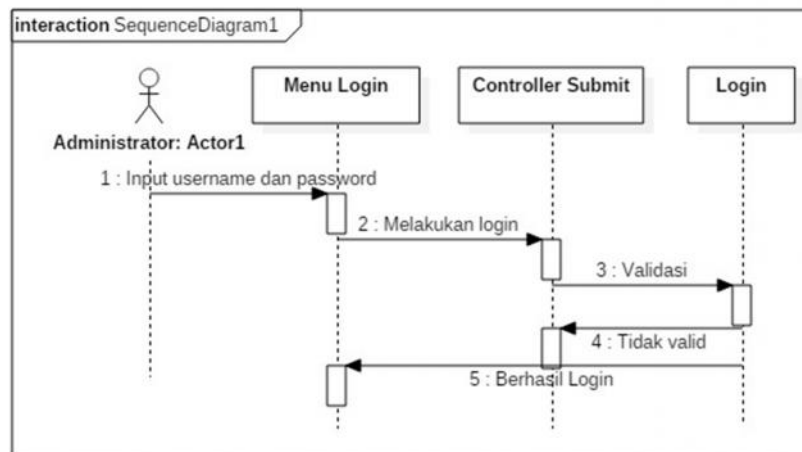 interaction SequenceDiagram1
Menu Login
Controller Submit
Login
Administrator: Actor1
1 : Input username dan password
2 : Melakukan login
3 : Validasi
4 : Tidak valid
5 : Berhasil Login